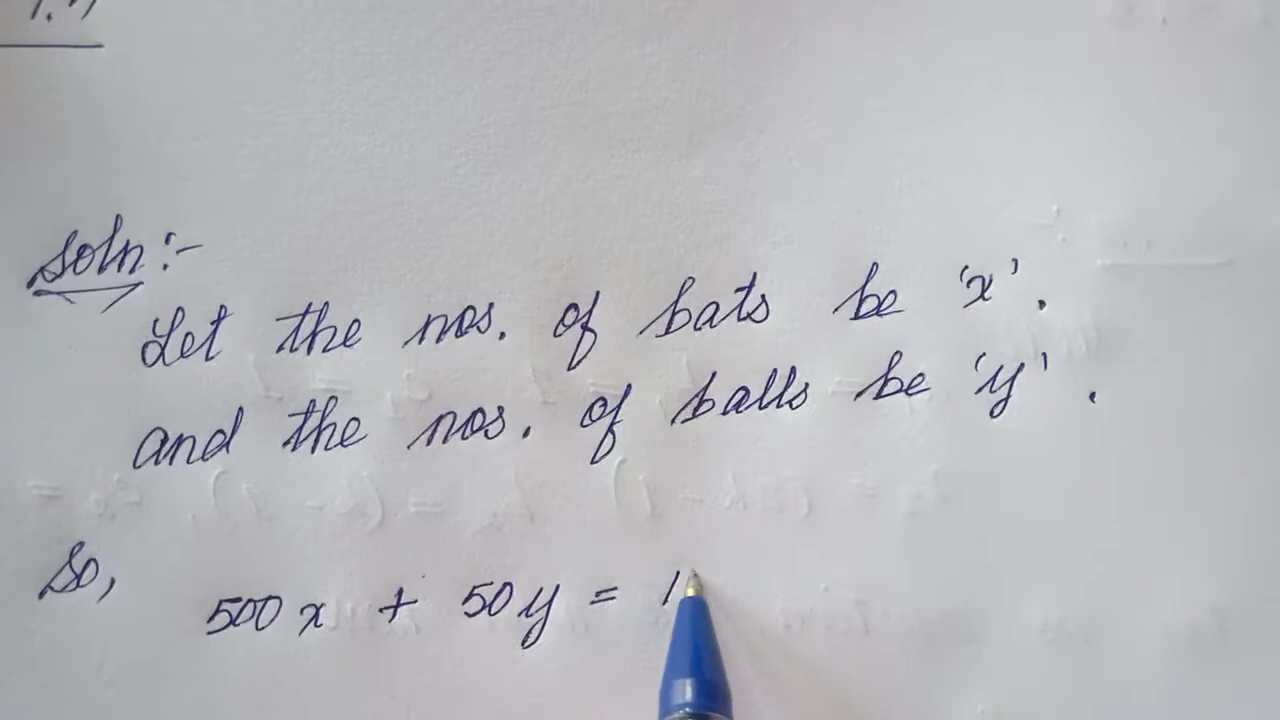 Soln:-
Let the nos. of bats be 'x'.
and the nos. of balls be 'y'.
So,
500x + 50y = 1